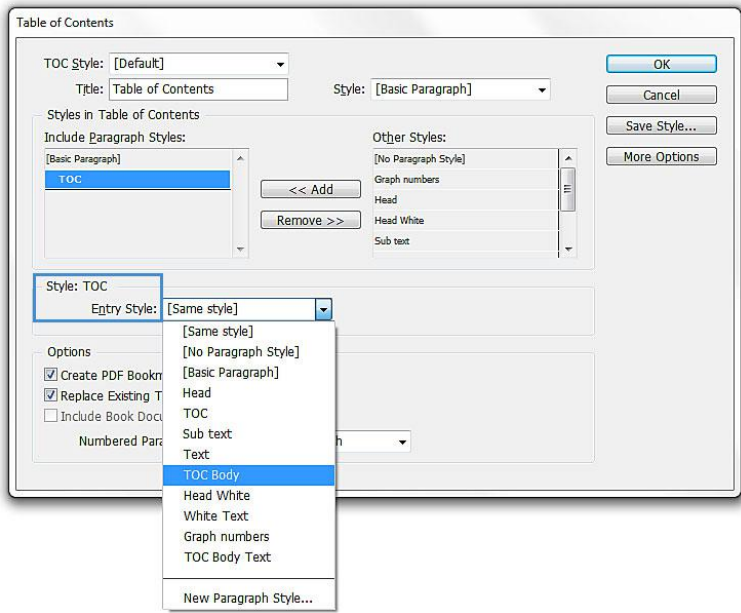 Table of Contents
TOC Style: [Default]
Title: Table of Contents Style: [Basic Paragraph]
OK
Cancel
Save Style...
More Options
Styles in Table of Contents
Include Paragraph Styles: Other Styles:
[Basic Paragraph]
TOC
<< Add
Remove >>
[No Paragraph Style]
Graph numbers
Head
Head White
Sub text
Style: TOC
Entry Style: [Same style]
[Same style]
[No Paragraph Style]
[Basic Paragraph]
Head
TOC
Sub text
Text
TOC Body
Head White
White Text
Graph numbers
TOC Body Text
New Paragraph Style...
Options
Create PDF Bookm
Replace Existing T
Include Book Docu
Numbered Para h